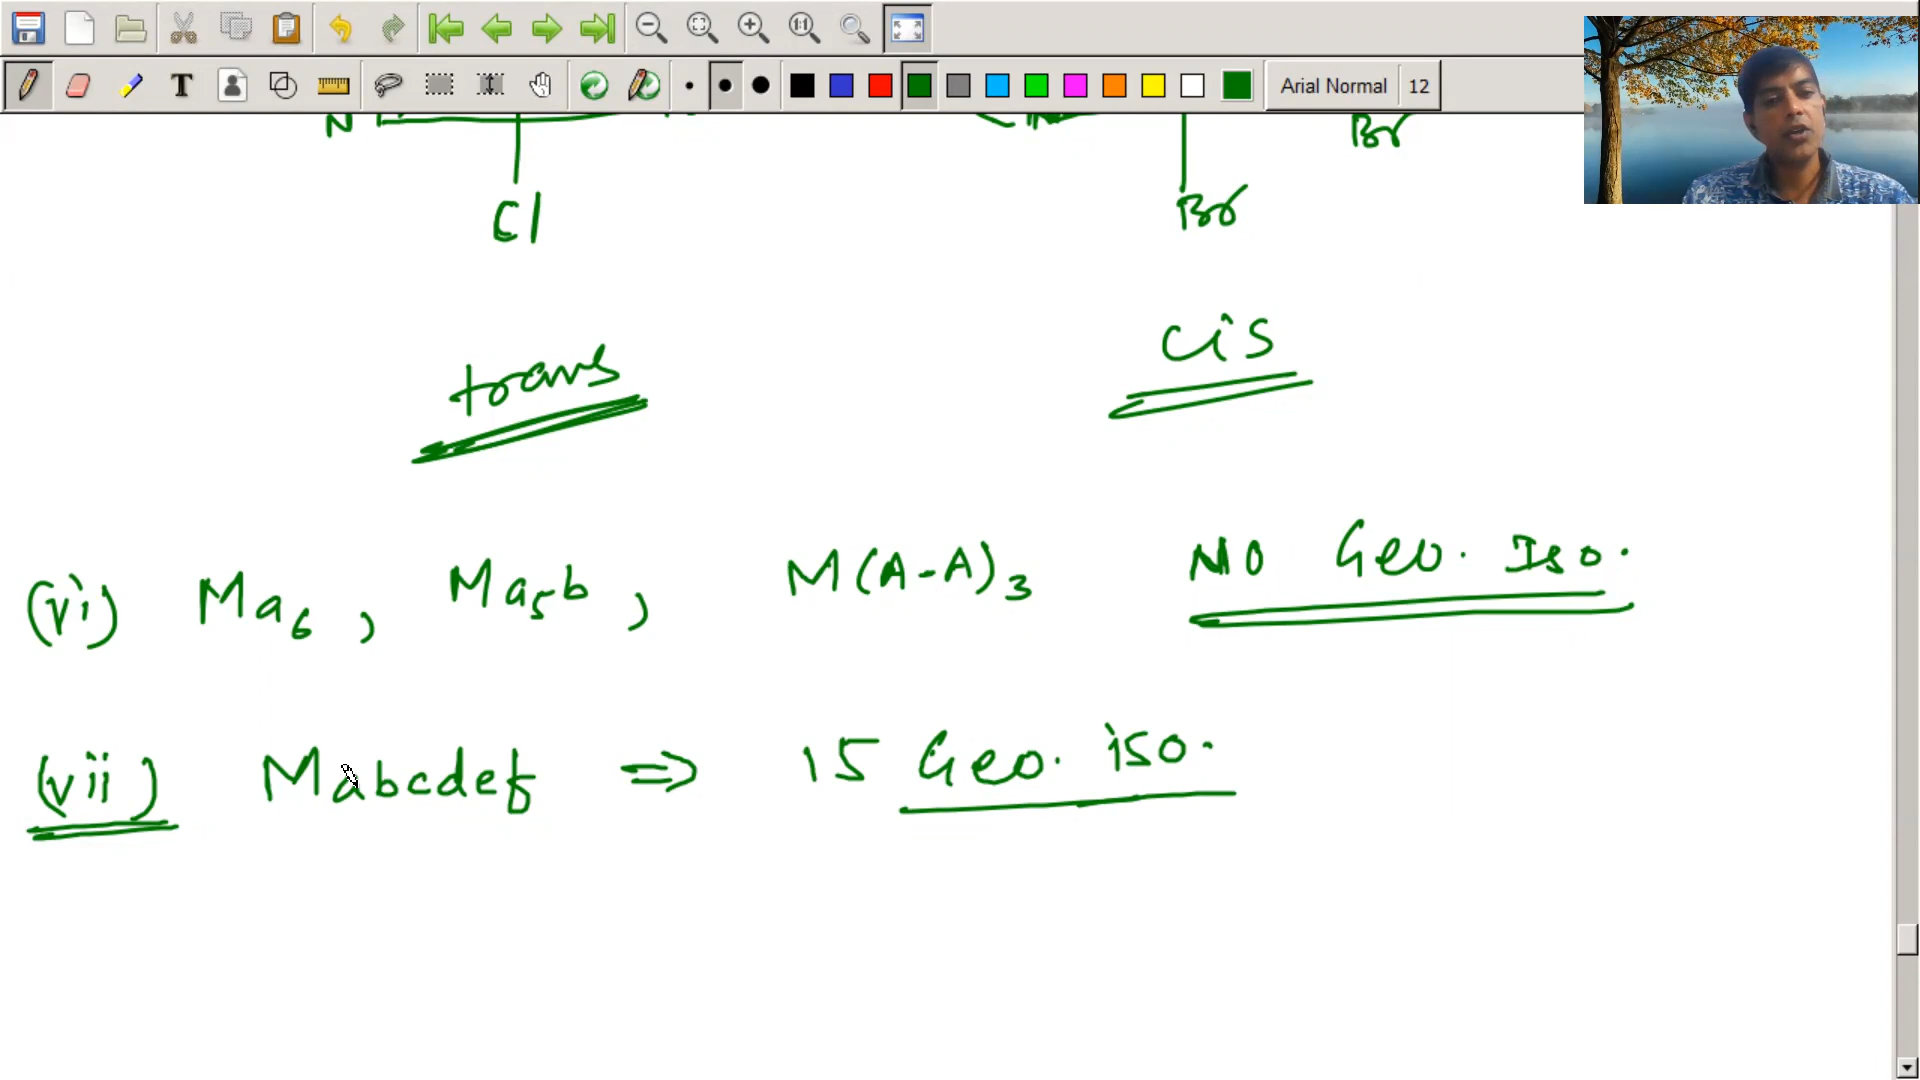 Arial Normal 12
N
Br
Cl
Br
trans
cis
(vi) Ma₆ , Ma₅b , M(A-A)₃ NO Geo. Iso.
(vii) Mabcdef ⇒ 15 Geo. iso.